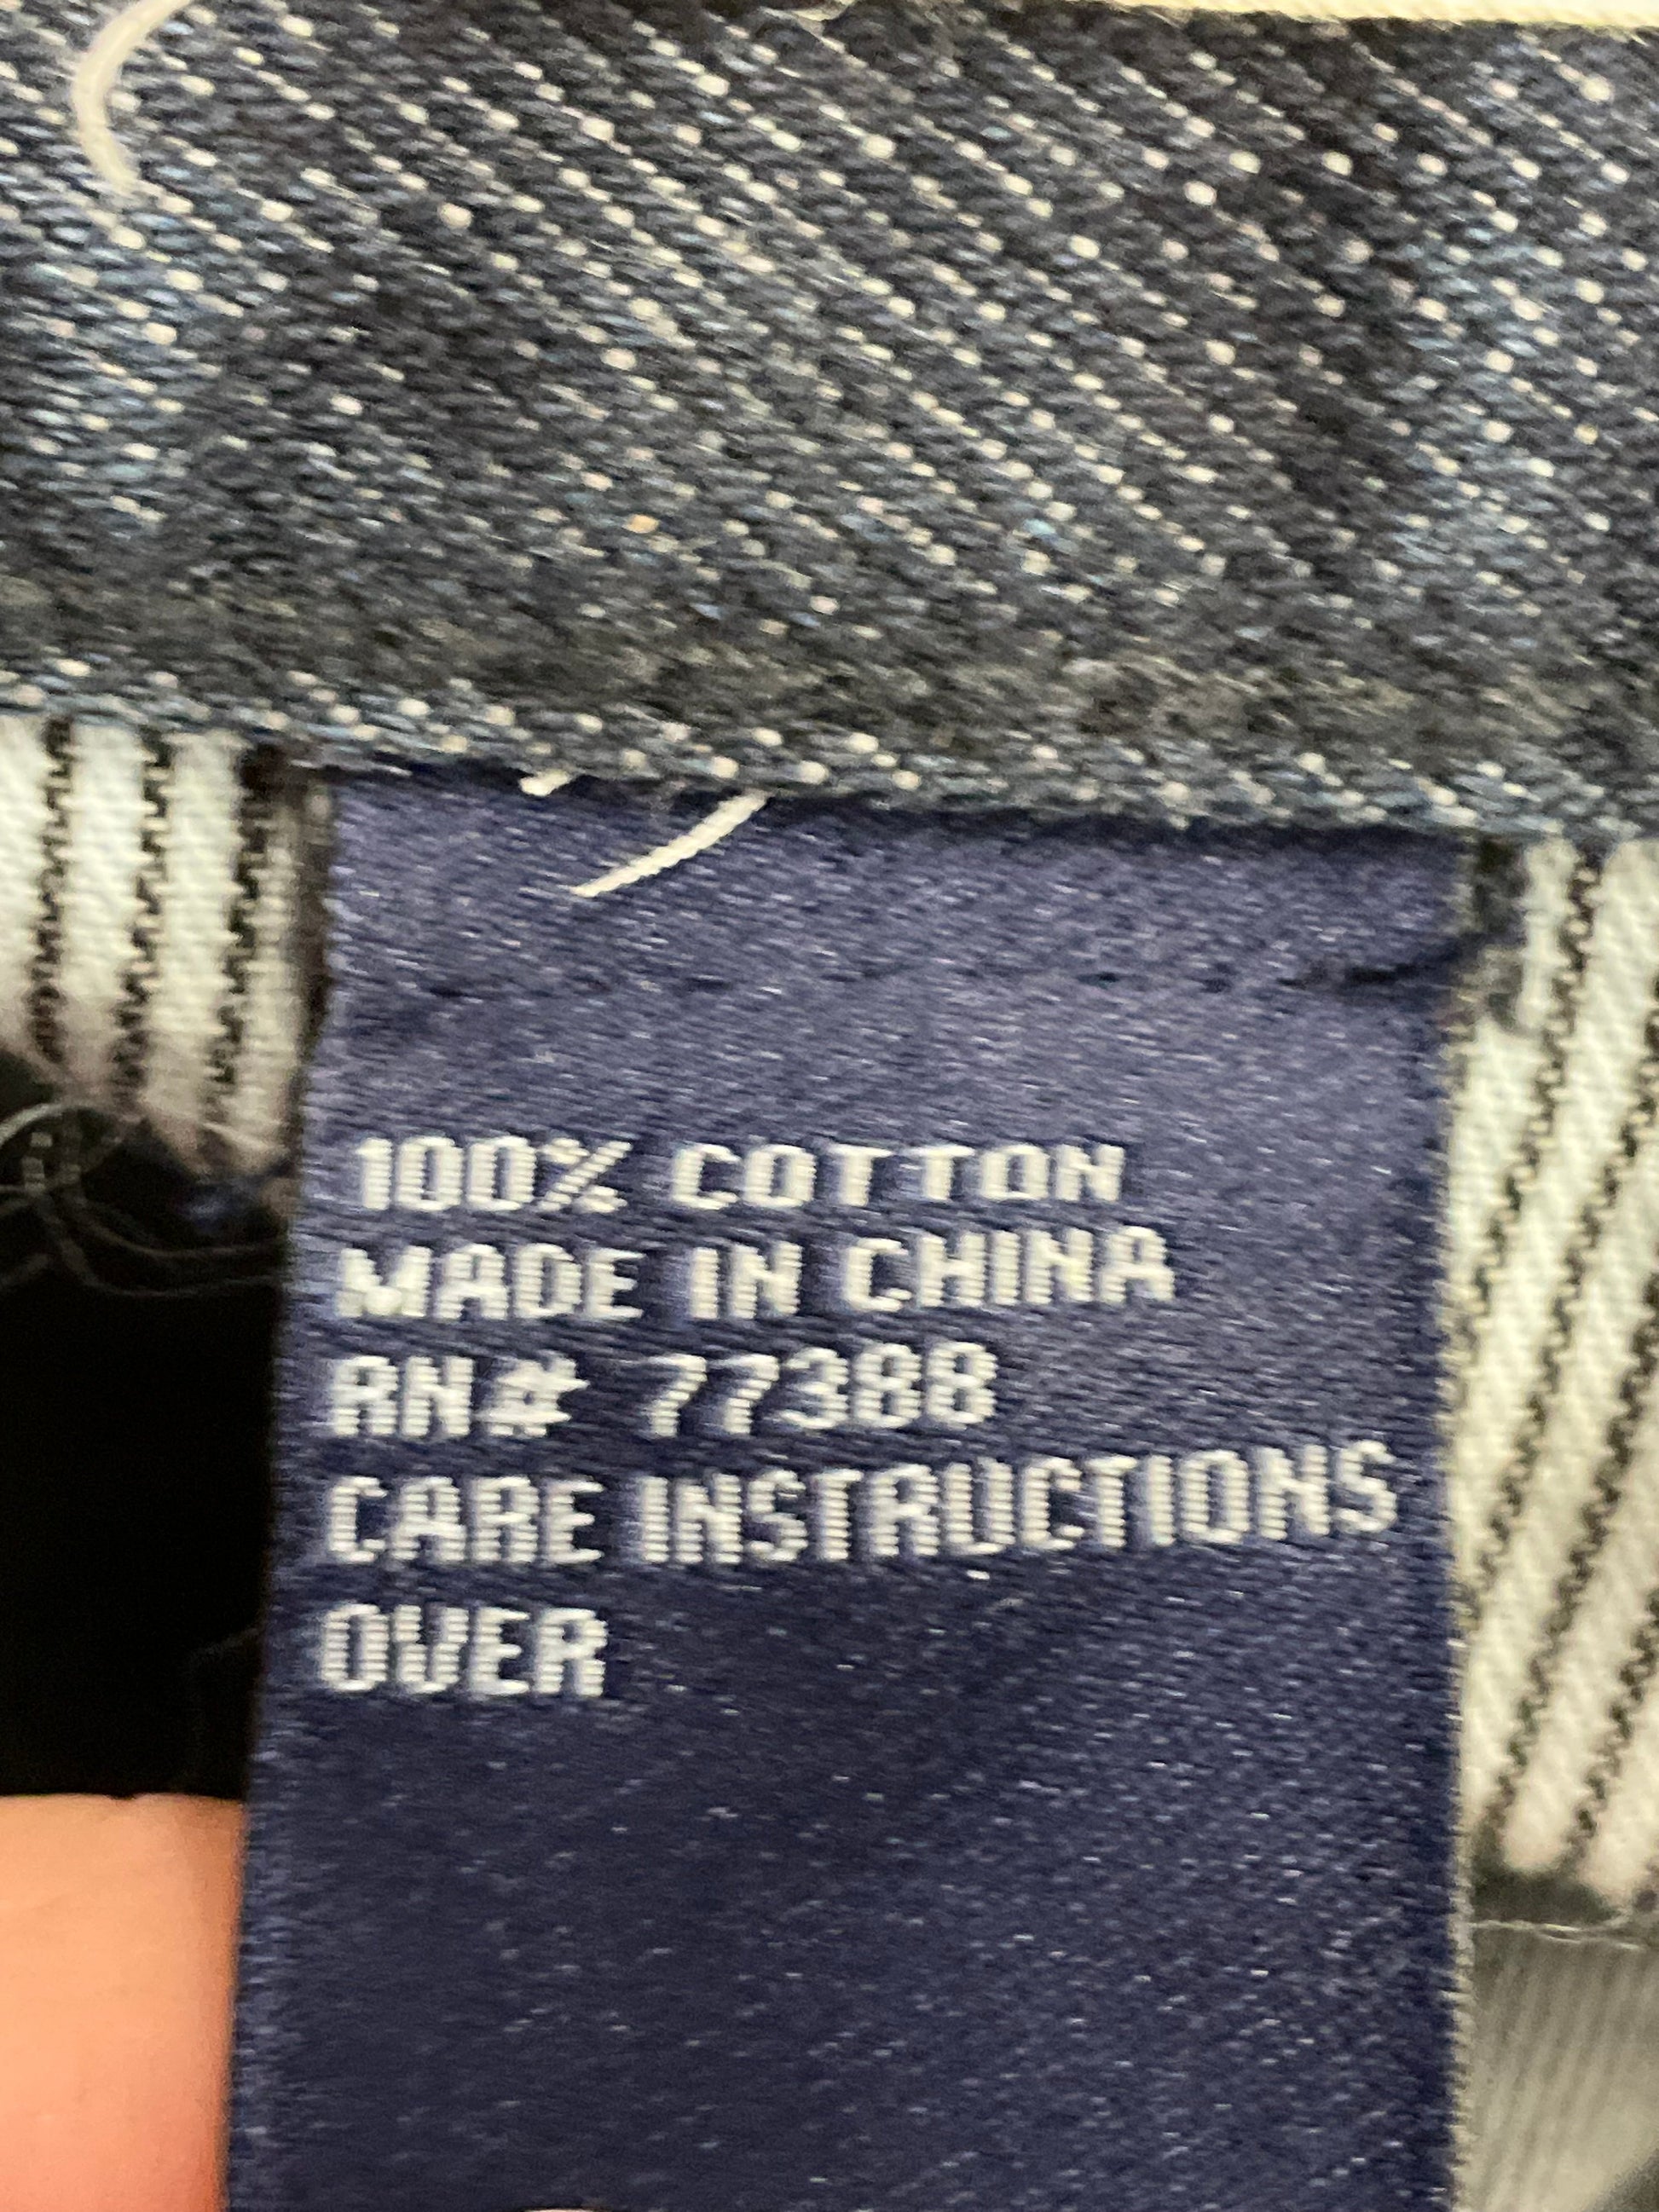 100% COTTON
MADE IN CHINA
RN# 77388
CARE INSTRUCTIONS
OVER